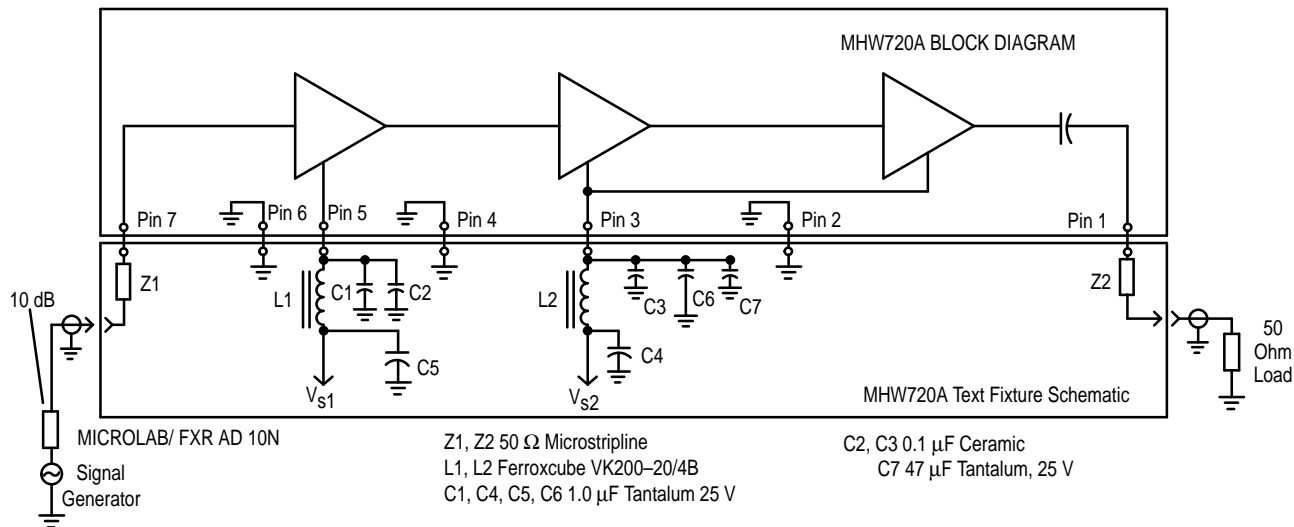 MHW720A BLOCK DIAGRAM
Pin 7
Pin 6
Pin 5
Pin 4
Pin 3
Pin 2
Pin 1
Z1
L1
C1
C2
L2
C3
C6
C7
Z2
10 dB
C5
C4
50
Ohm
Load
Vs1
Vs2
MHW720A Text Fixture Schematic
MICROLAB/ FXR AD 10N
Signal
Generator
Z1, Z2 50 Ω Microstripline
L1, L2 Ferroxcube VK200–20/4B
C1, C4, C5, C6 1.0 µF Tantalum 25 V
C2, C3 0.1 µF Ceramic
C7 47 µF Tantalum, 25 V